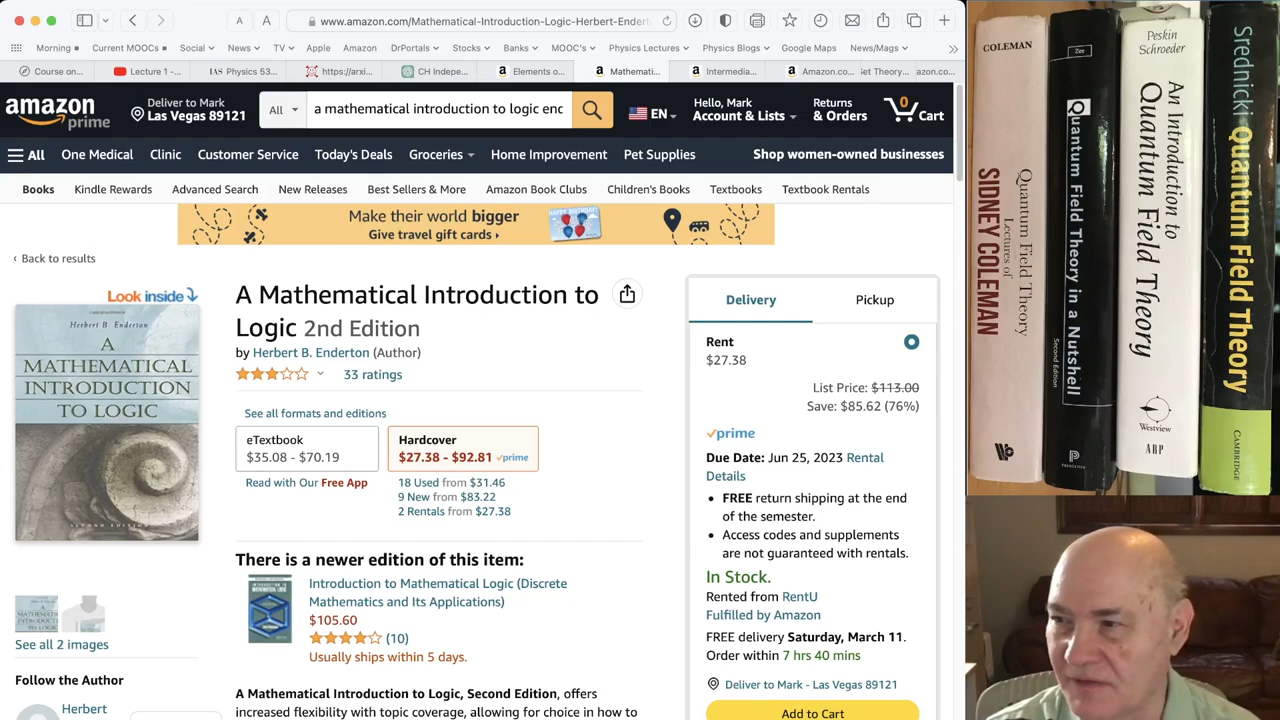 www.amazon.com/Mathematical-Introduction-Logic-Herbert-Endert
Morning
Current MOOCs
Social
News
TV
Apple
Amazon
DrPortals
Stocks
Banks
MOOC's
Physics Lectures
Physics Blogs
Google Maps
News/Mags
Course on...
Lecture 1 -...
IAS Physics 53...
https://arxi...
CH Indepe...
Elements o...
Mathemati...
Intermedia...
Amazon.co...
Set Theory...
azon.co...
amazon
prime
Deliver to Mark
Las Vegas 89121
All
a mathematical introduction to logic enc
EN
Hello, Mark
Account & Lists
Returns
& Orders
0
Cart
All
One Medical
Clinic
Customer Service
Today's Deals
Groceries
Home Improvement
Pet Supplies
Shop women-owned businesses
Books
Kindle Rewards
Advanced Search
New Releases
Best Sellers & More
Amazon Book Clubs
Children's Books
Textbooks
Textbook Rentals
Make their world bigger
Give travel gift cards ›
HAPPY BIRTHDAY!
‹ Back to results
Look inside
Herbert B. Enderton
A
MATHEMATICAL
INTRODUCTION
TO LOGIC
SECOND EDITION
See all 2 images
Follow the Author
Herbert
A Mathematical Introduction to
Logic 2nd Edition
by Herbert B. Enderton (Author)
33 ratings
See all formats and editions
eTextbook
$35.08 - $70.19
Read with Our Free App
Hardcover
$27.38 - $92.81 prime
18 Used from $31.46
9 New from $83.22
2 Rentals from $27.38
There is a newer edition of this item:
Introduction to Mathematical Logic (Discrete
Mathematics and Its Applications)
$105.60
(10)
Usually ships within 5 days.
A Mathematical Introduction to Logic, Second Edition, offers
increased flexibility with topic coverage, allowing for choice in how to
Delivery
Pickup
Rent
$27.38
List Price: $113.00
Save: $85.62 (76%)
prime
Due Date: Jun 25, 2023 Rental
Details
• FREE return shipping at the end
of the semester.
• Access codes and supplements
are not guaranteed with rentals.
In Stock.
Rented from RentU
Fulfilled by Amazon
FREE delivery Saturday, March 11.
Order within 7 hrs 40 mins
Deliver to Mark - Las Vegas 89121
Add to Cart
COLEMAN
Quantum Field Theory
Lectures of
SIDNEY COLEMAN
Zee
Quantum Field Theory in a Nutshell
Second Edition
PRINCETON
Peskin
Schroeder
An Introduction to
Quantum Field Theory
Westview
ABP
Srednicki
Quantum Field Theory
CAMBRIDGE